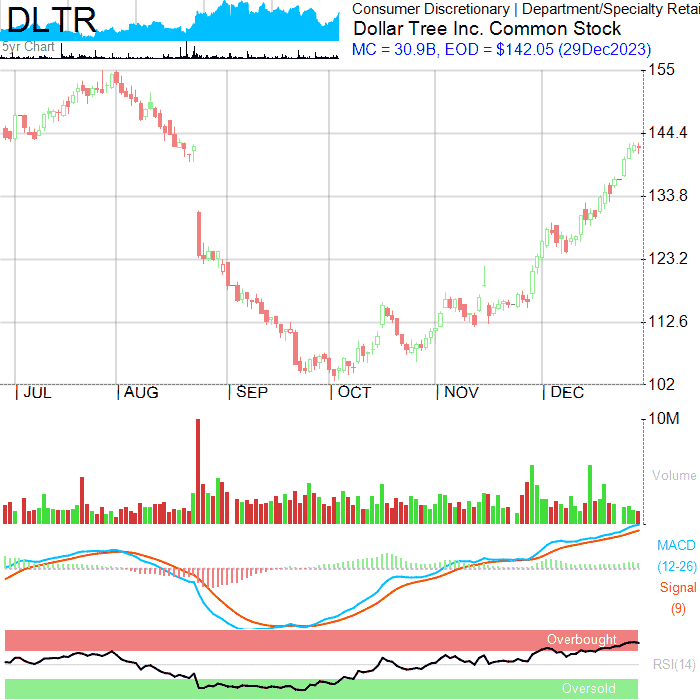 DLTR
5yr Chart
Consumer Discretionary | Department/Specialty Retai
Dollar Tree Inc. Common Stock
MC = 30.9B, EOD = $142.05 (29Dec2023)
155
144.4
133.8
123.2
112.6
102
JUL AUG SEP OCT NOV DEC
10M
Volume
MACD
(12-26)
Signal
(9)
Overbought
RSI(14)
Oversold